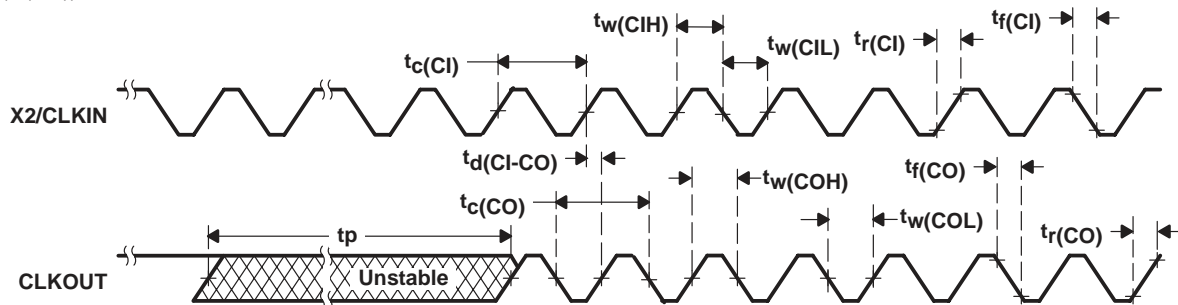 tw(CIH)
tw(CIL)
tc(CI)
tr(CI)
tf(CI)
X2/CLKIN
td(CI-CO)
tc(CO)
tw(COH)
tf(CO)
tw(COL)
tp
tr(CO)
CLKOUT
Unstable